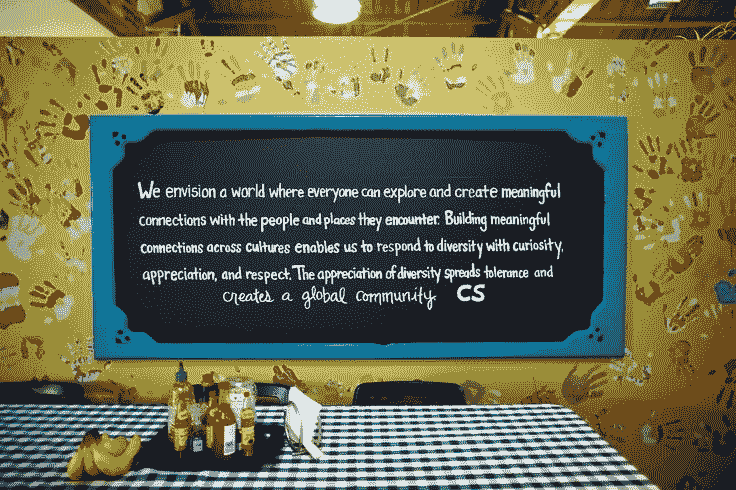 We envision a world where everyone can explore and create meaningful
connections with the people and places they encounter. Building meaningful
connections across cultures enables us to respond to diversity with curiosity,
appreciation, and respect. The appreciation of diversity spreads tolerance and
creates a global community. CS